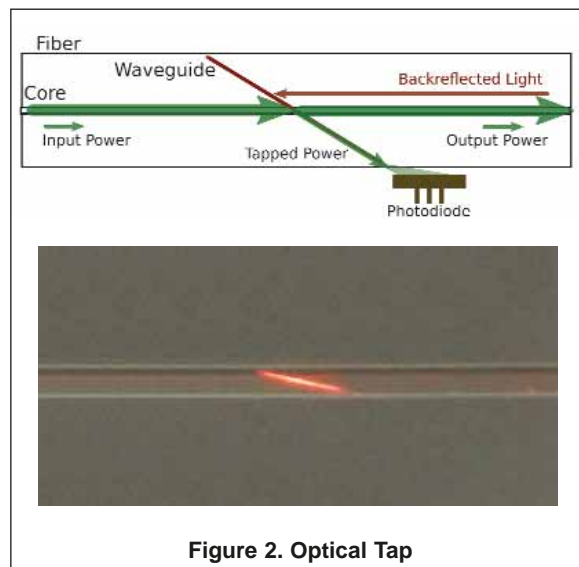 Fiber
Waveguide
Backreflected Light
Core
Input Power
Output Power
Tapped Power
Photodiode
Figure 2. Optical Tap